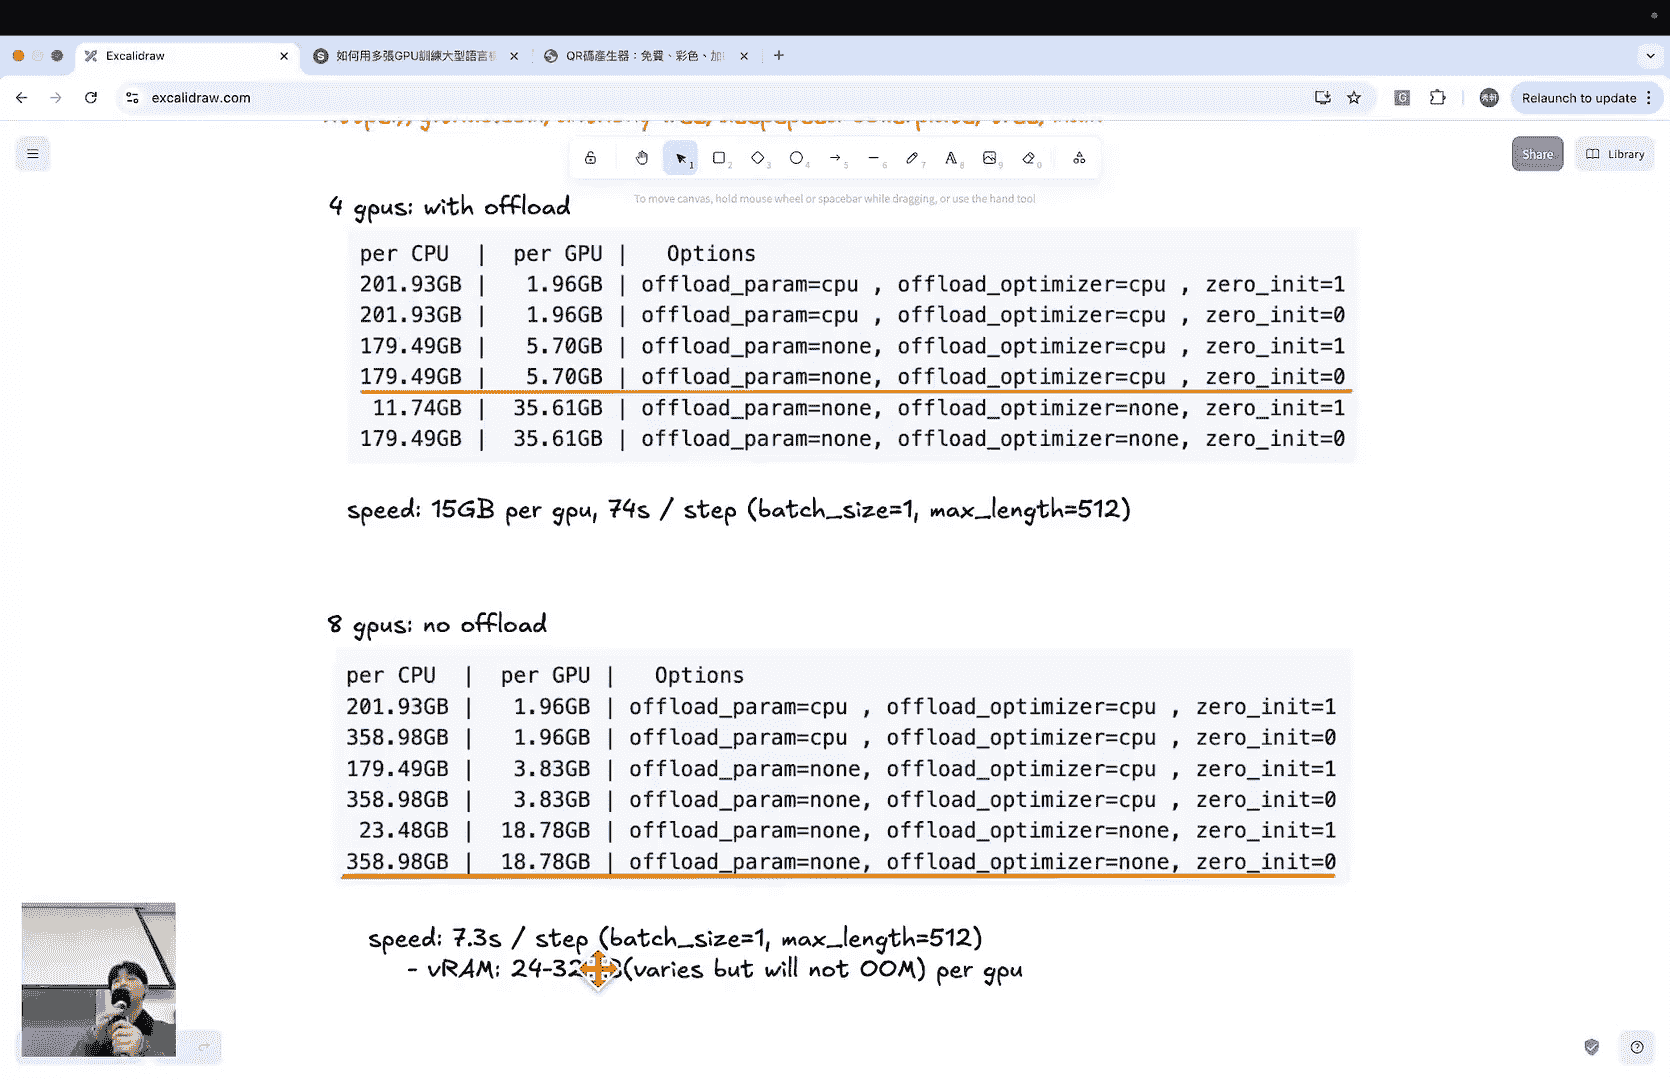 Excalidraw
如何用多張GPU訓練大型語言
QR碼產生器：免費、彩色、加
excalidraw.com
Relaunch to update
1 2 3 4 5 6 7 8 9 0
Share
Library
To move canvas, hold mouse wheel or spacebar while dragging, or use the hand tool
4 gpus: with offload
per CPU | per GPU | Options
201.93GB | 1.96GB | offload_param=cpu , offload_optimizer=cpu , zero_init=1
201.93GB | 1.96GB | offload_param=cpu , offload_optimizer=cpu , zero_init=0
179.49GB | 5.70GB | offload_param=none, offload_optimizer=cpu , zero_init=1
179.49GB | 5.70GB | offload_param=none, offload_optimizer=cpu , zero_init=0
11.74GB | 35.61GB | offload_param=none, offload_optimizer=none, zero_init=1
179.49GB | 35.61GB | offload_param=none, offload_optimizer=none, zero_init=0
speed: 15GB per gpu, 74s / step (batch_size=1, max_length=512)
8 gpus: no offload
per CPU | per GPU | Options
201.93GB | 1.96GB | offload_param=cpu , offload_optimizer=cpu , zero_init=1
358.98GB | 1.96GB | offload_param=cpu , offload_optimizer=cpu , zero_init=0
179.49GB | 3.83GB | offload_param=none, offload_optimizer=cpu , zero_init=1
358.98GB | 3.83GB | offload_param=none, offload_optimizer=cpu , zero_init=0
23.48GB | 18.78GB | offload_param=none, offload_optimizer=none, zero_init=1
358.98GB | 18.78GB | offload_param=none, offload_optimizer=none, zero_init=0
speed: 7.3s / step (batch_size=1, max_length=512)
- vRAM: 24-32 (varies but will not OOM) per gpu